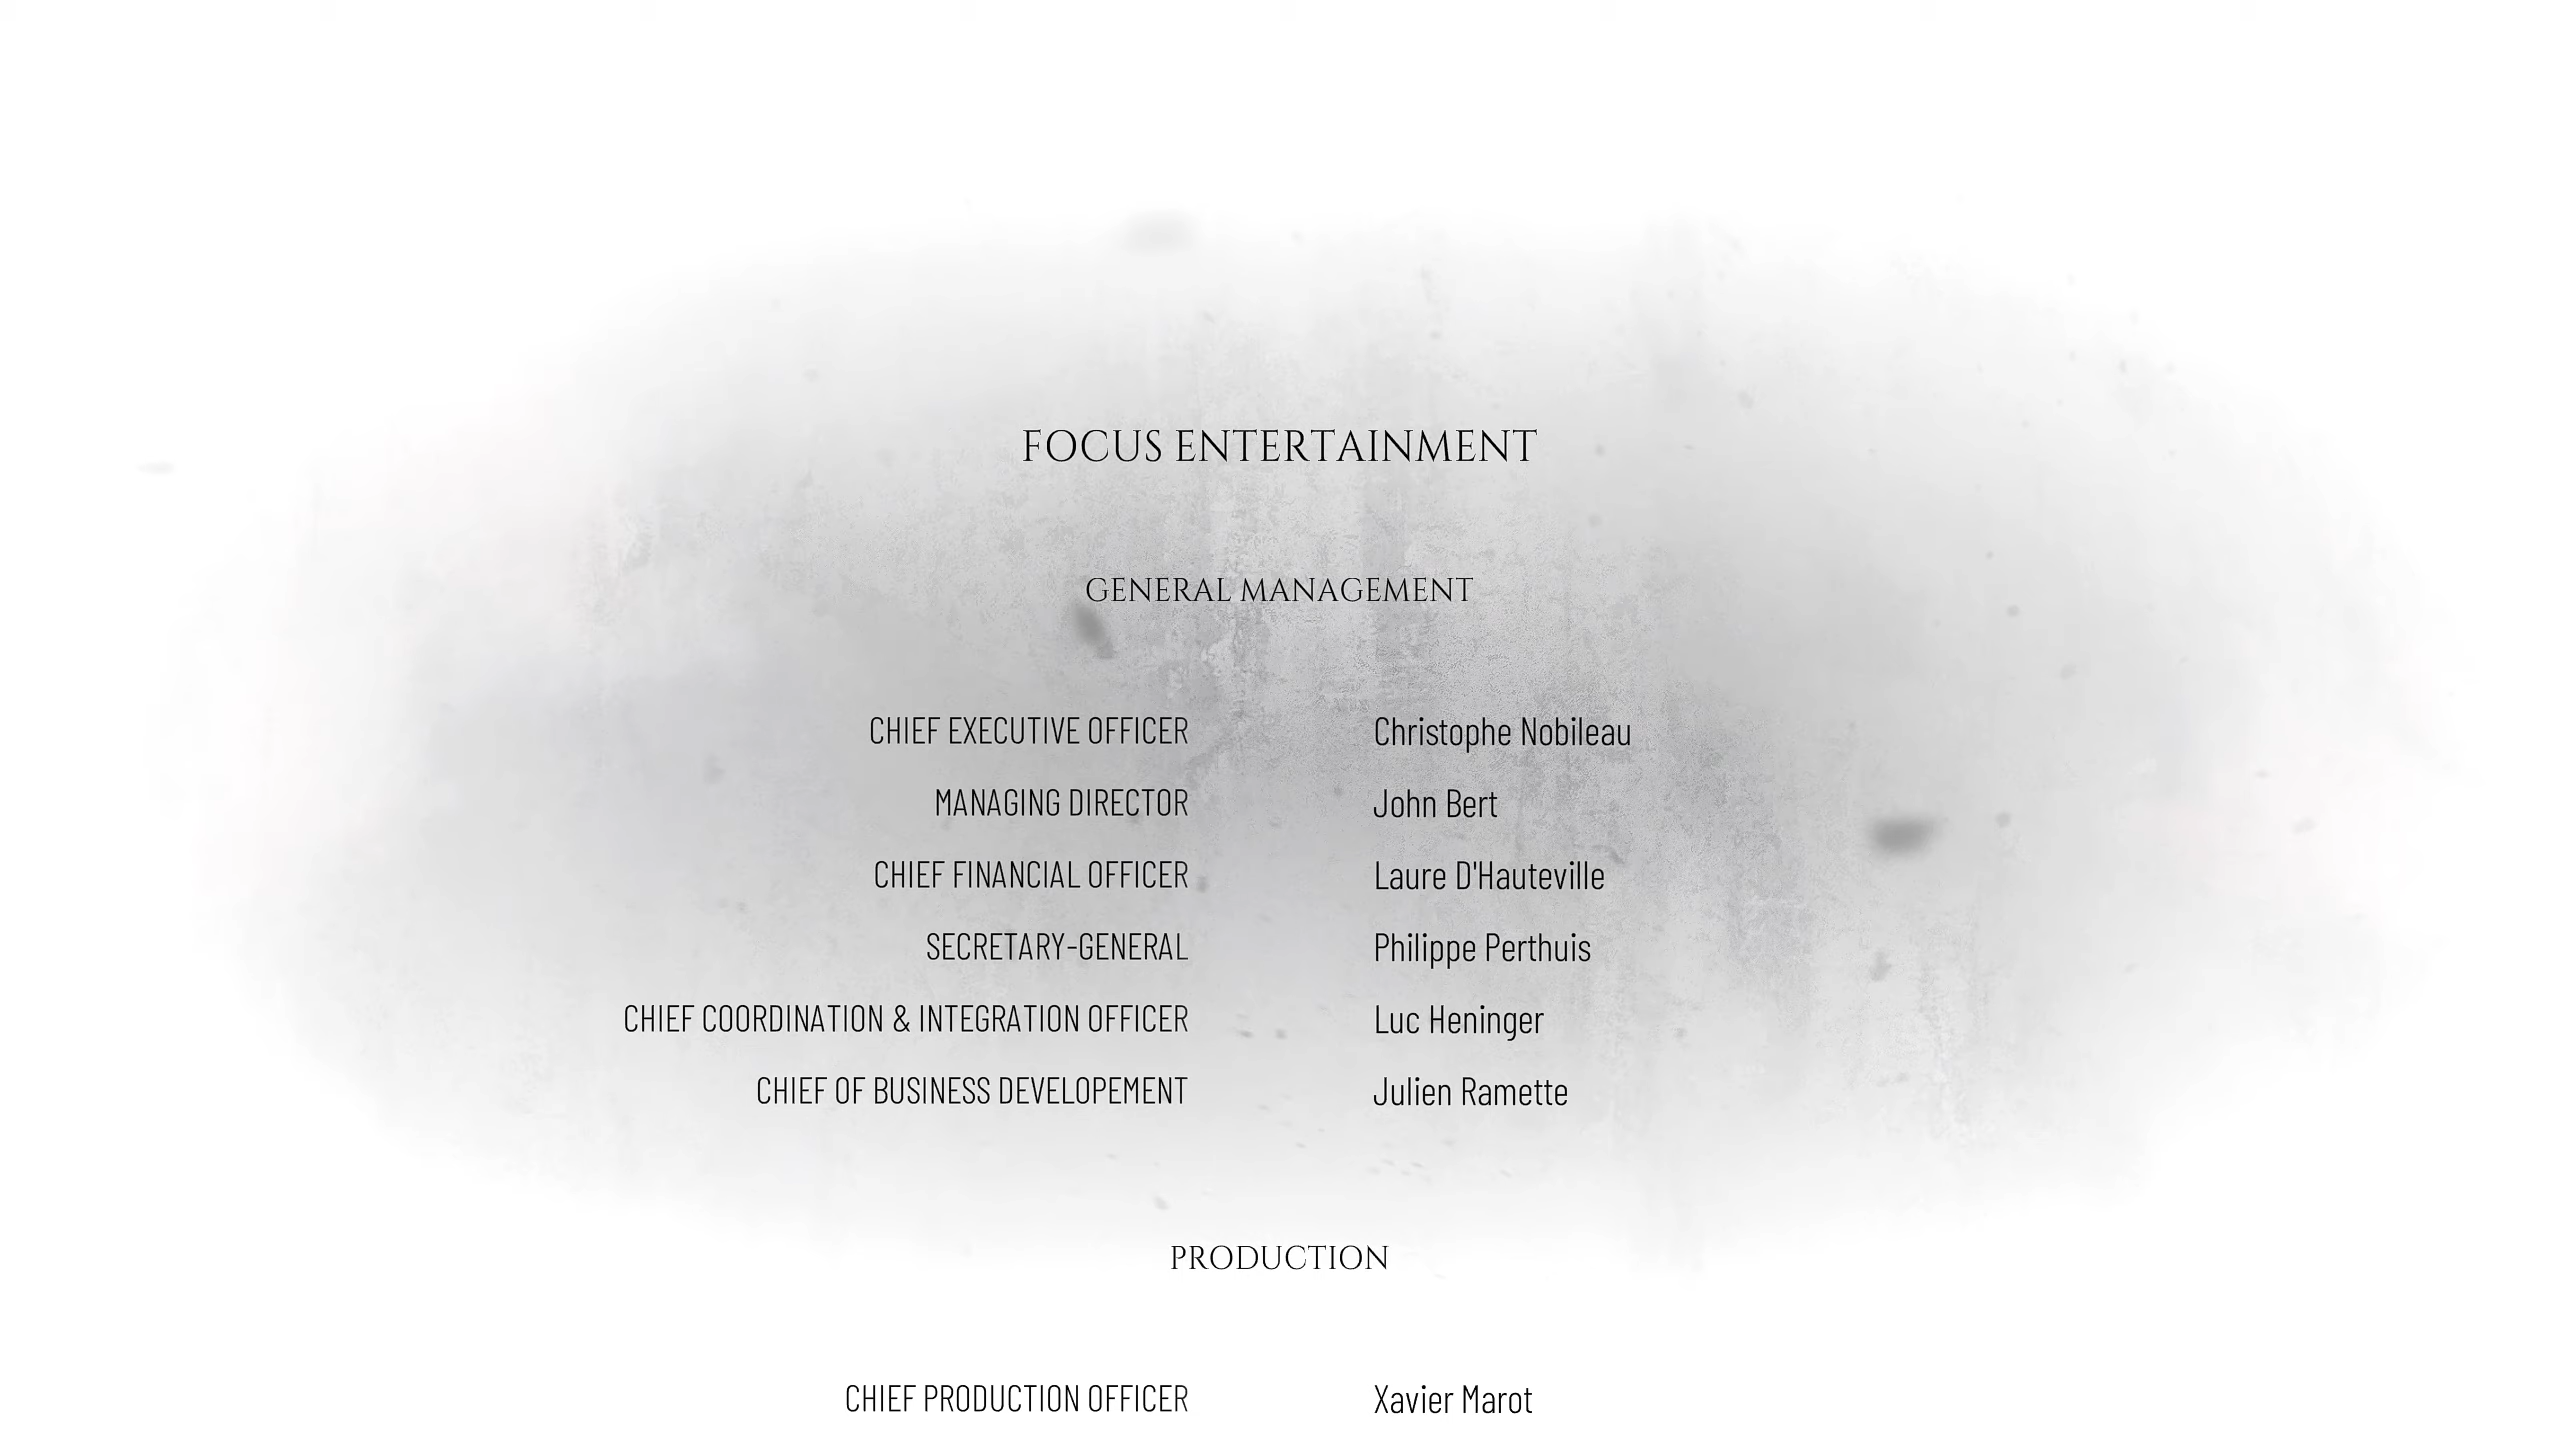 FOCUS ENTERTAINMENT
GENERAL MANAGEMENT
CHIEF EXECUTIVE OFFICER Christophe Nobileau
MANAGING DIRECTOR John Bert
CHIEF FINANCIAL OFFICER Laure D'Hauteville
SECRETARY-GENERAL Philippe Perthuis
CHIEF COORDINATION & INTEGRATION OFFICER Luc Heninger
CHIEF OF BUSINESS DEVELOPEMENT Julien Ramette
PRODUCTION
CHIEF PRODUCTION OFFICER Xavier Marot